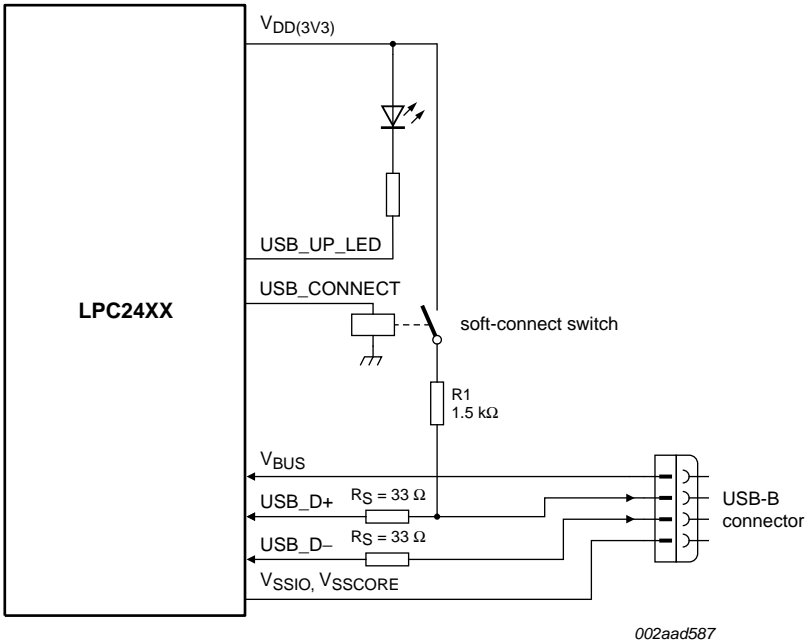 VDD(3V3)
USB_UP_LED
USB_CONNECT
LPC24XX
soft-connect switch
R1
1.5 kΩ
VBUS
USB_D+
RS = 33 Ω
USB-B
connector
USB_D−
RS = 33 Ω
VSSIO, VSSCORE
002aad587